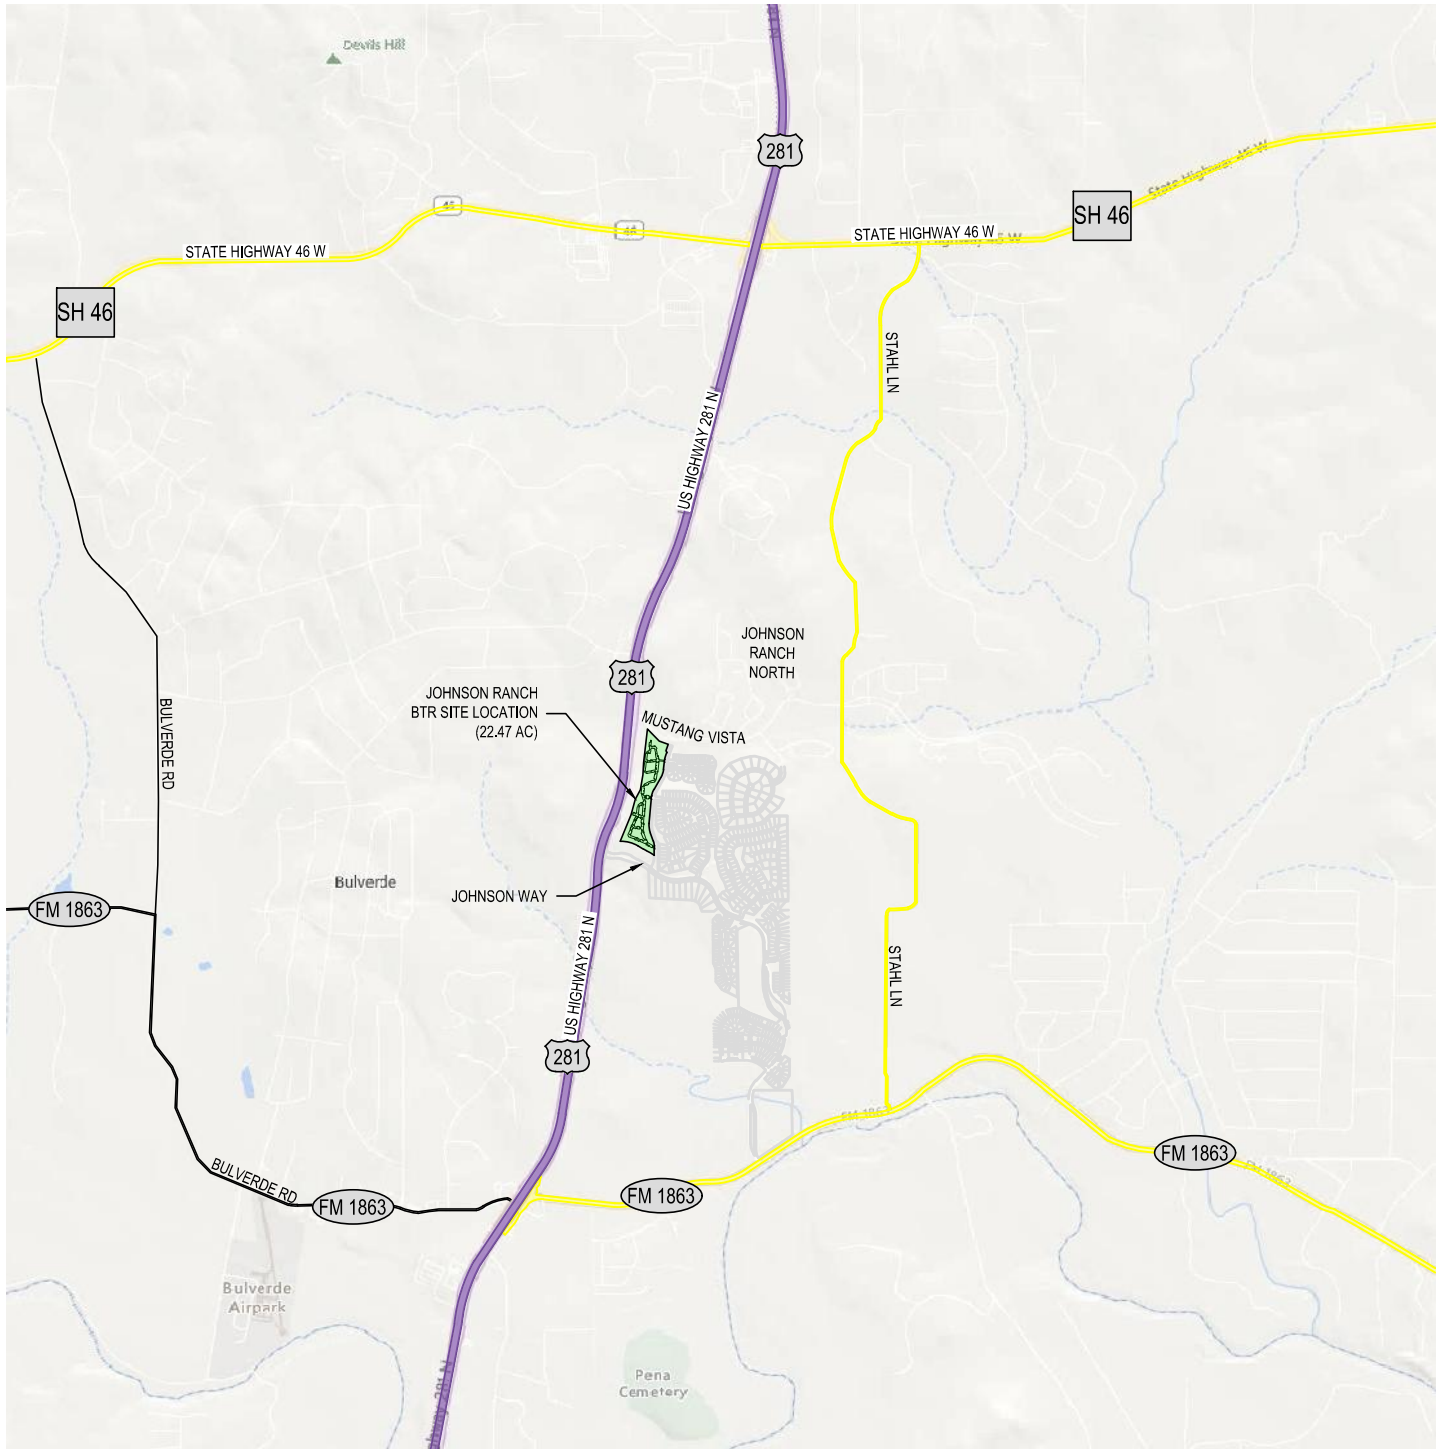 Devils Hill
281
SH 46
46
46
STATE HIGHWAY 46 W
STATE HIGHWAY 46 W
State Highway 46 W
SH 46
STAHL LN
US HIGHWAY 281 N
JOHNSON
RANCH
NORTH
281
JOHNSON RANCH
BTR SITE LOCATION
(22.47 AC)
MUSTANG VISTA
BULVERDE RD
Bulverde
JOHNSON WAY
FM 1863
US HIGHWAY 281 N
STAHL LN
281
FM 1863
FM 1863
FM 1863
BULVERDE RD
FM 1863
FM 1863
Bulverde
Airpark
Pena
Cemetery